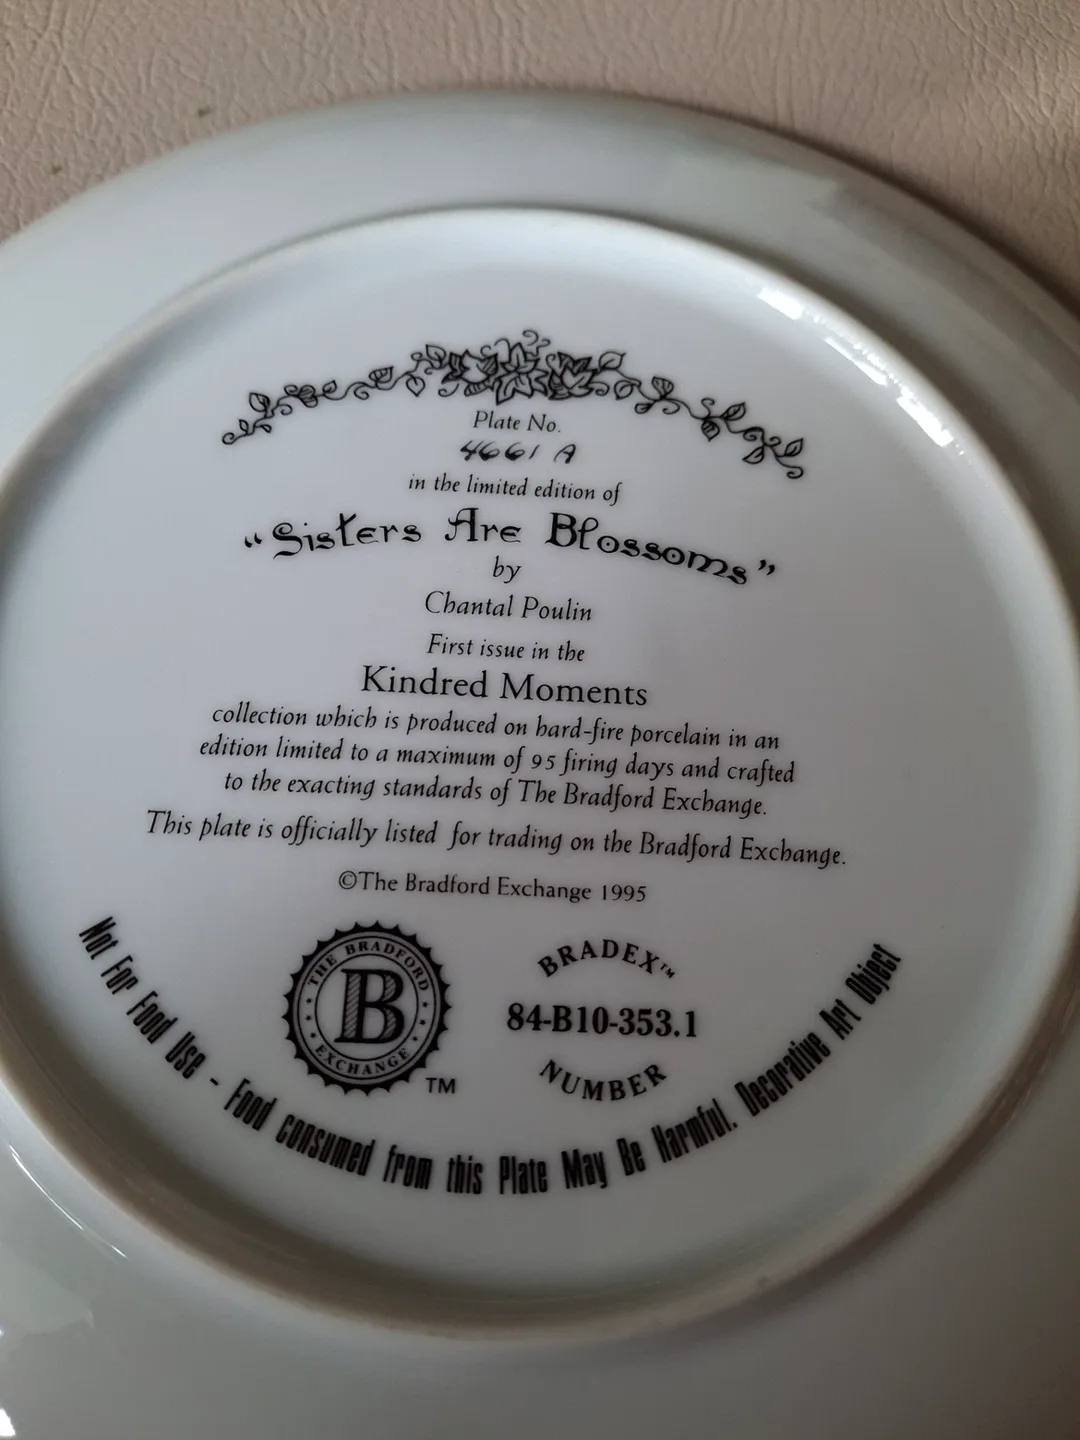 Plate No.
4661 A
in the limited edition of
"Sisters Are Blossoms"
by
Chantal Poulin
First issue in the
Kindred Moments
collection which is produced on hard-fire porcelain in an
edition limited to a maximum of 95 firing days and crafted
to the exacting standards of The Bradford Exchange.
This plate is officially listed for trading on the Bradford Exchange.
©The Bradford Exchange 1995
THE BRADFORD
B
EXCHANGE
TM
BRADEX™
84-B10-353.1
NUMBER
Not For Food Use - Food consumed from this Plate May Be Harmful. Decorative Art Object